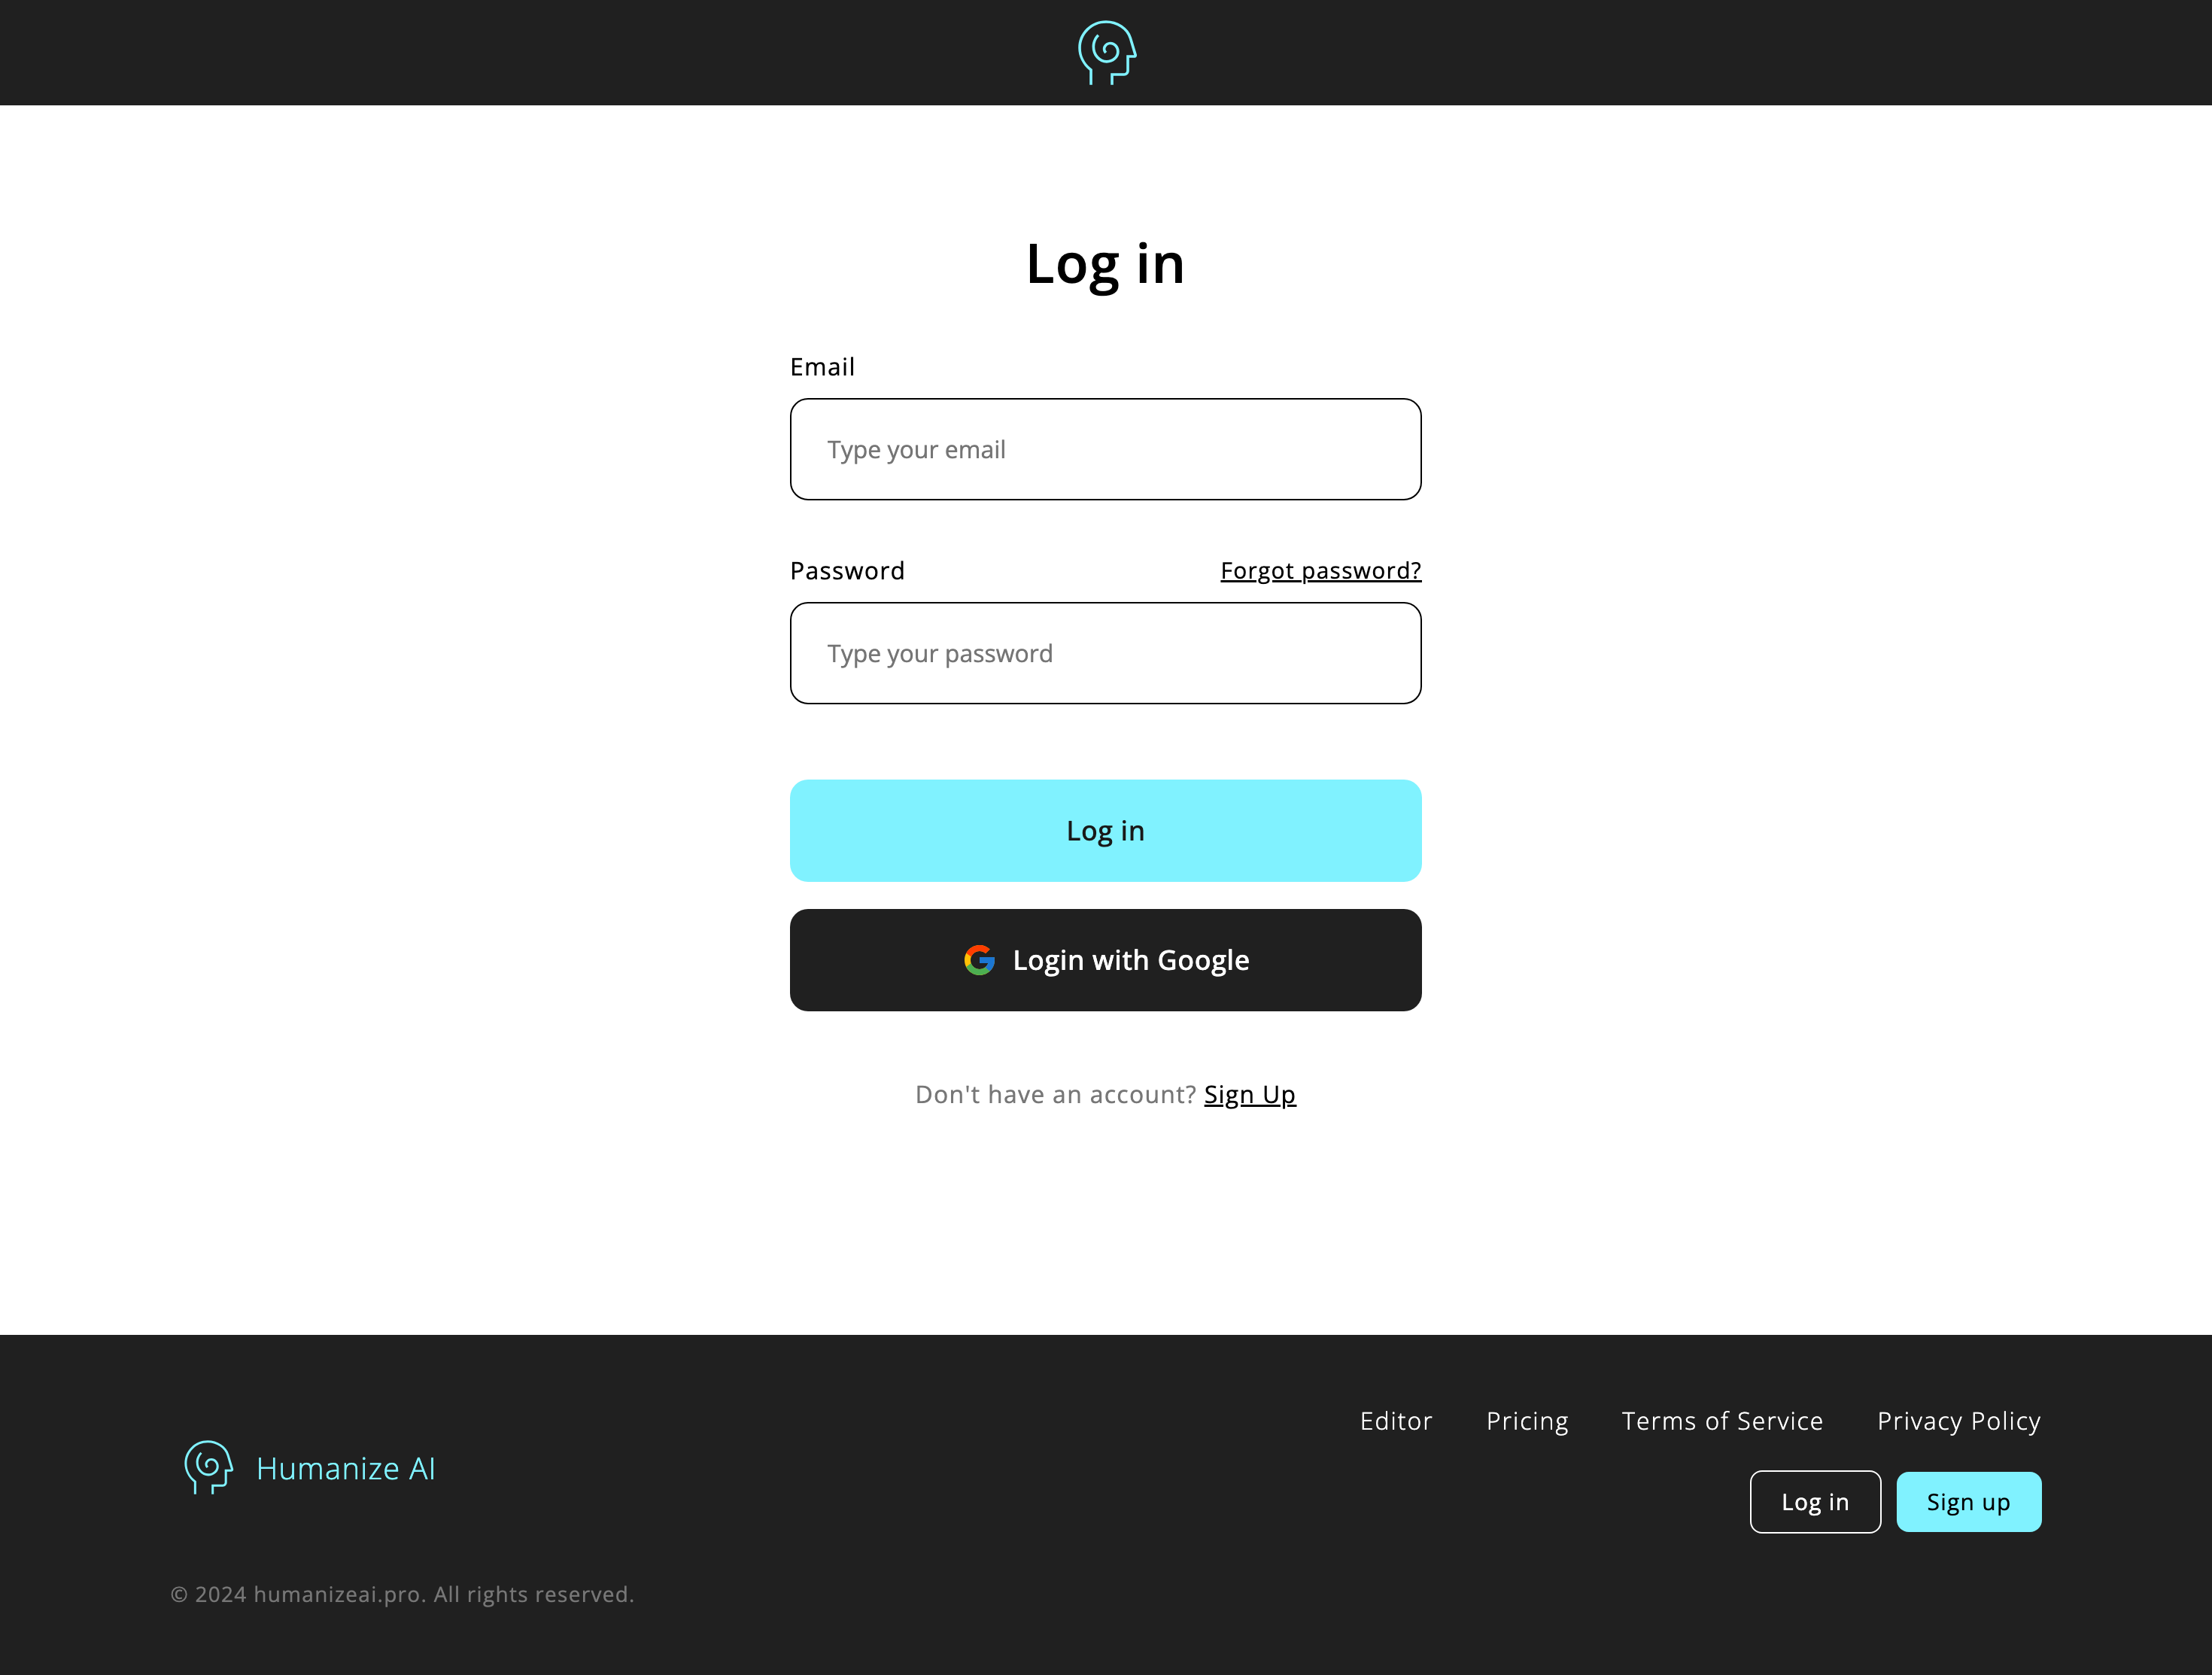 Log in
Email
Type your email
Password Forgot password?
Type your password
Log in
Login with Google
Don't have an account? Sign Up
Editor Pricing Terms of Service Privacy Policy
Humanize AI
Log in Sign up
© 2024 humanizeai.pro. All rights reserved.